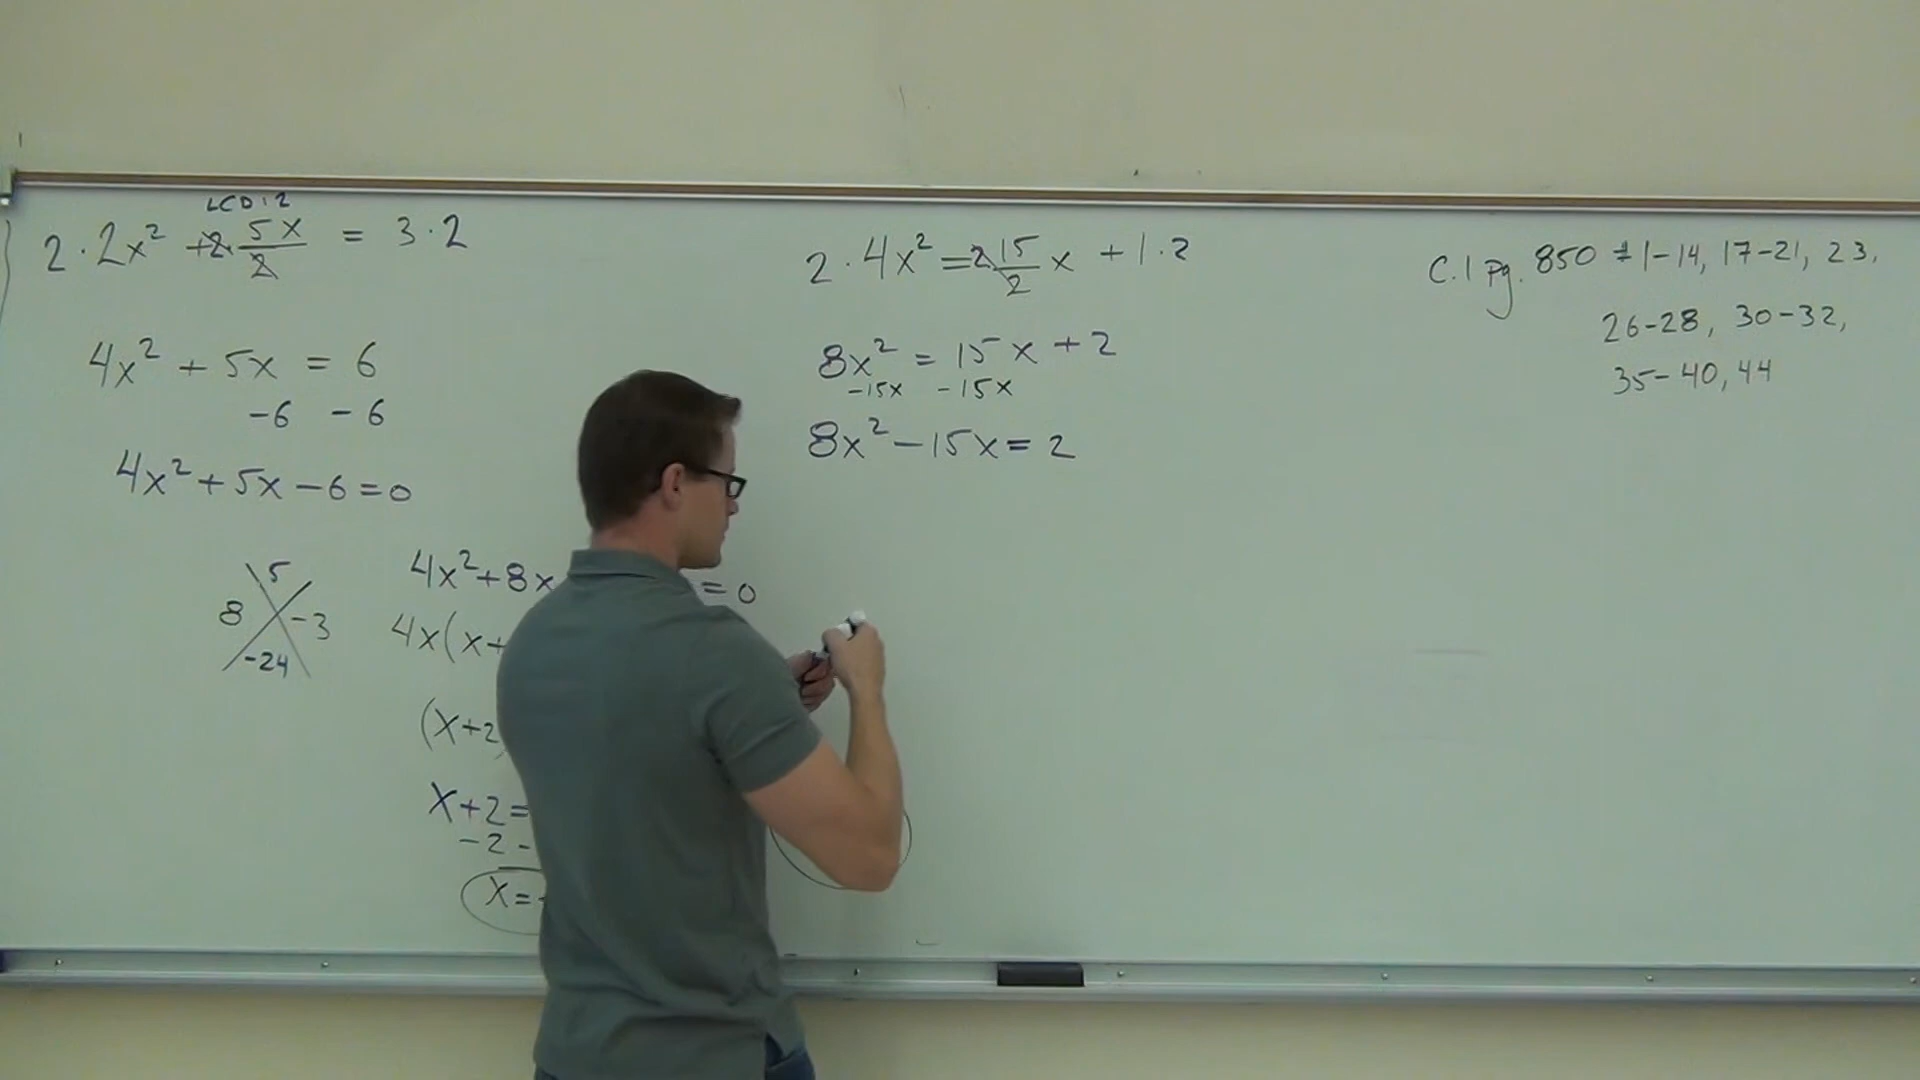 LCD: 2
2 · 2x² + 2 · 5x/2 = 3 · 2
4x² + 5x = 6
-6 -6
4x² + 5x - 6 = 0
5
8 -3
-24
4x² + 8x = 0
4x(x+
(x+2
x+2=
-2 -
x=
2 · 4x² = 2 · 15/2 x + 1 · 2
8x² = 15x + 2
-15x -15x
8x² - 15x = 2
C.1 pg. 850 # 1-14, 17-21, 23,
26-28, 30-32,
35-40, 44